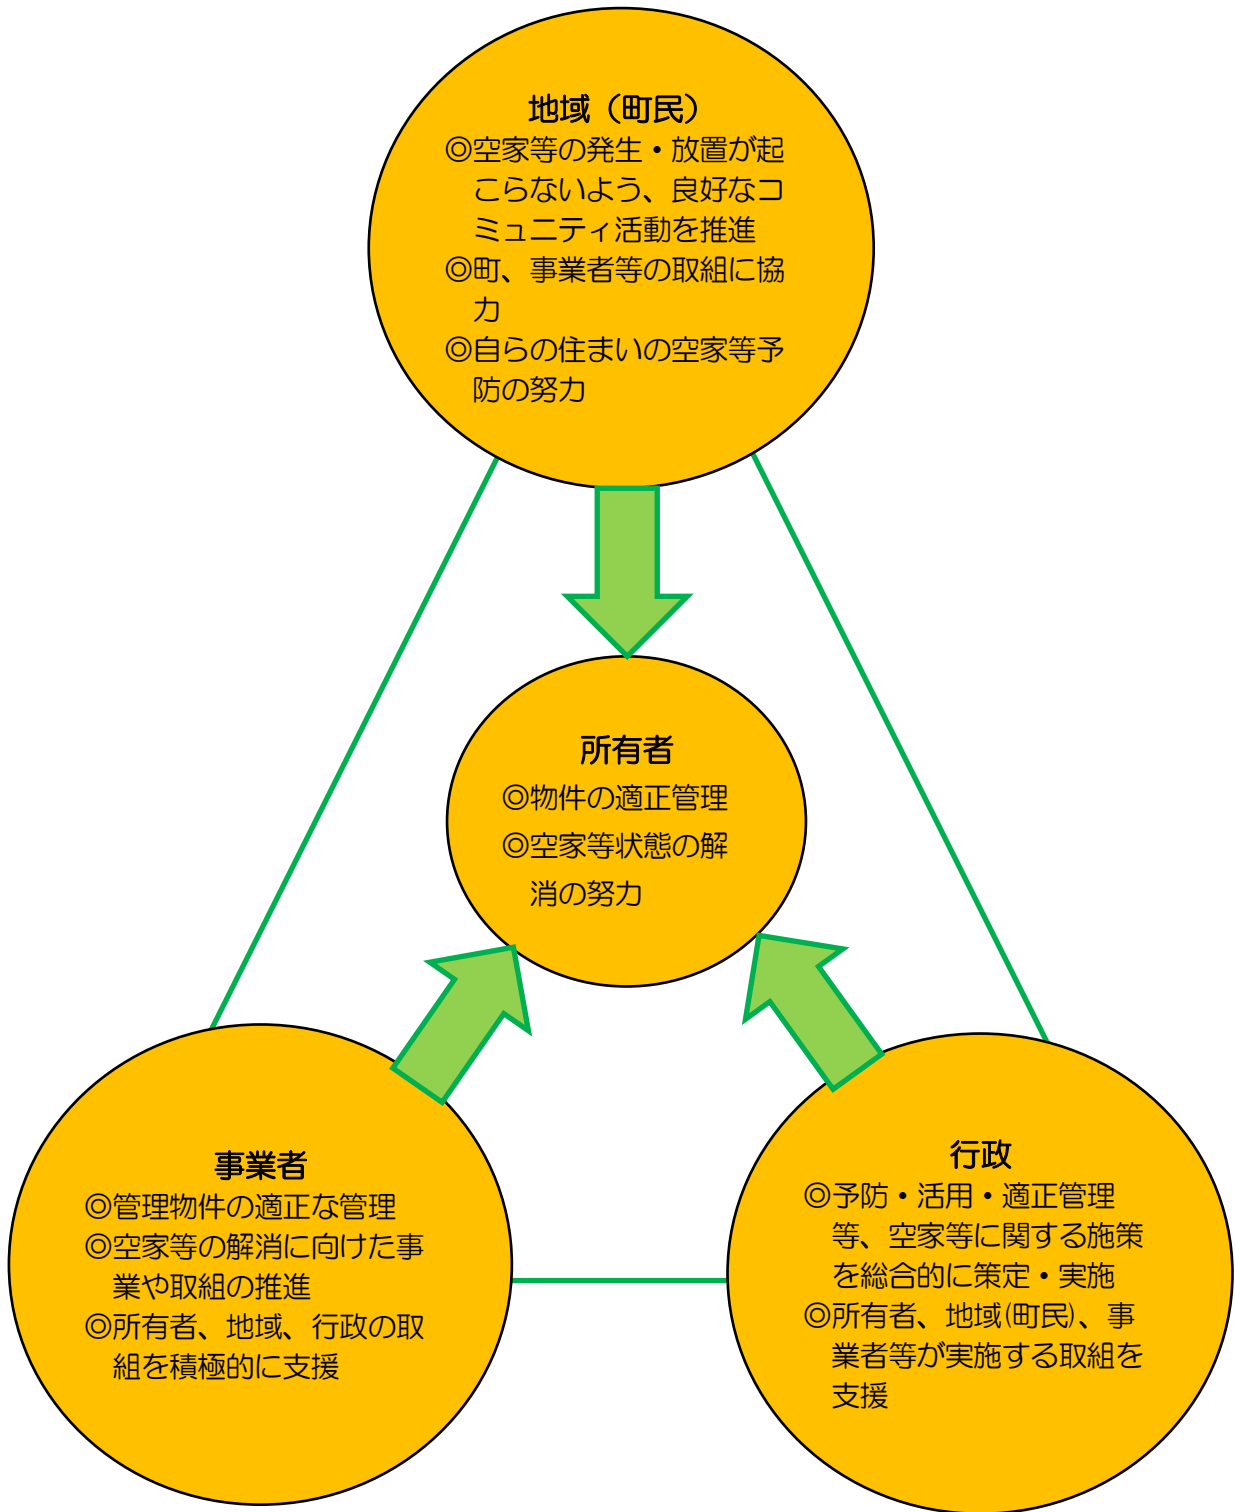 地域（町民）
◎空家等の発生・放置が起
こらないよう、良好なコ
ミュニティ活動を推進
◎町、事業者等の取組に協
力
◎自らの住まいの空家等予
防の努力
所有者
◎物件の適正管理
◎空家等状態の解
消の努力
事業者
◎管理物件の適正な管理
◎空家等の解消に向けた事
業や取組の推進
◎所有者、地域、行政の取
組を積極的に支援
行政
◎予防・活用・適正管理
等、空家等に関する施策
を総合的に策定・実施
◎所有者、地域(町民)、事
業者等が実施する取組を
支援